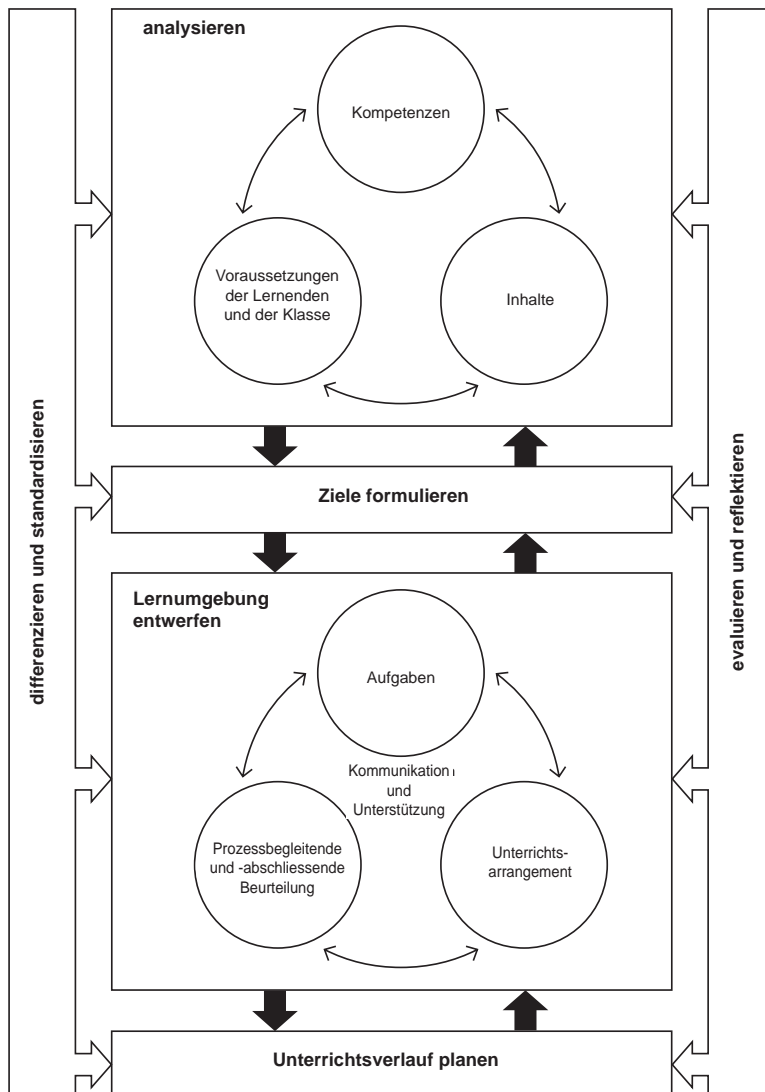 analysieren
Kompetenzen
Voraussetzungen
der Lernenden
und der Klasse
Inhalte
Ziele formulieren
Lernumgebung
entwerfen
Aufgaben
Kommunikation
und
Unterstützung
Prozessbegleitende
und -abschliessende
Beurteilung
Unterrichts-
arrangement
Unterrichtsverlauf planen
differenzieren und standardisieren
evaluieren und reflektieren